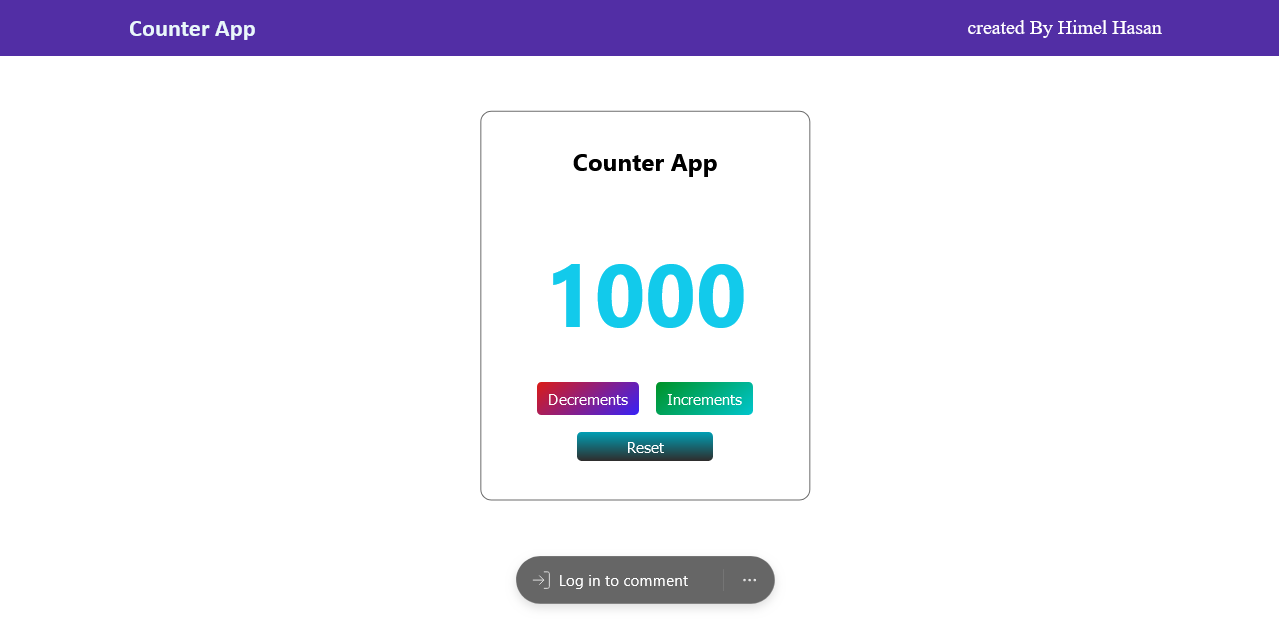 Counter App
created By Himel Hasan
Counter App
1000
Decrements Increments
Reset
Log in to comment